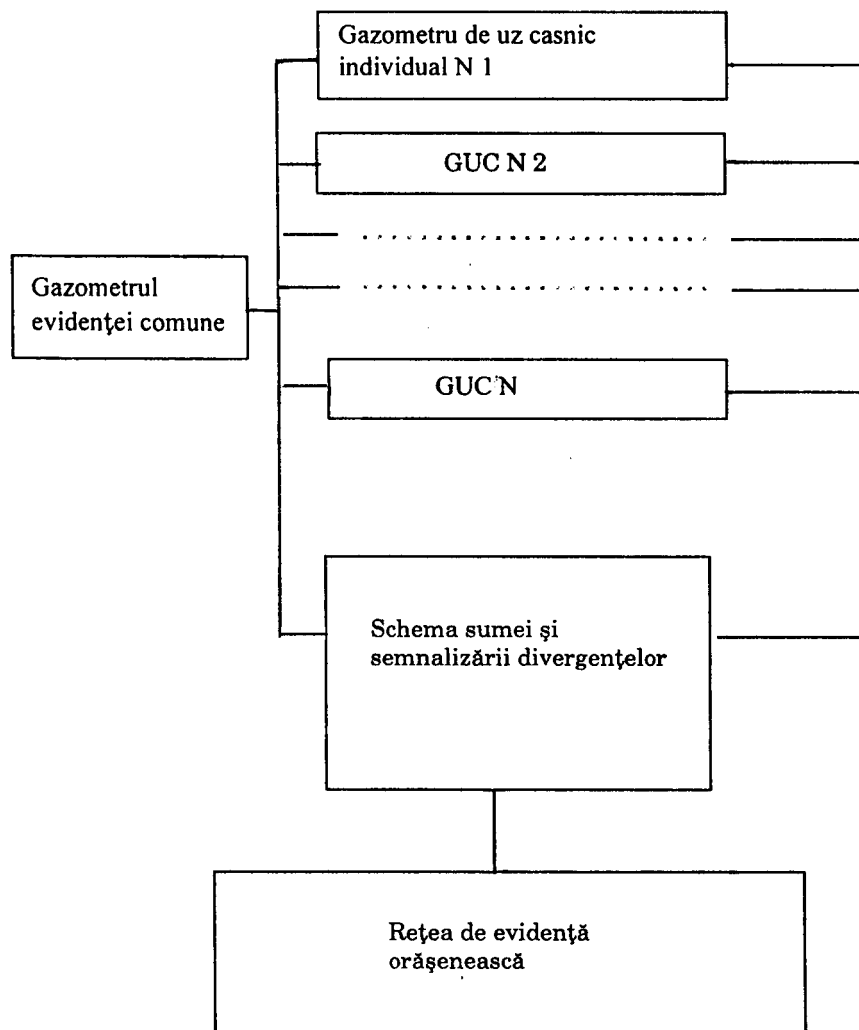 Gazometru de uz casnic
individual N 1
GUC N 2
Gazometrul
evidenţei comune
GUC N
Schema sumei şi
semnalizării divergenţelor
Reţea de evidenţă
orăşenească